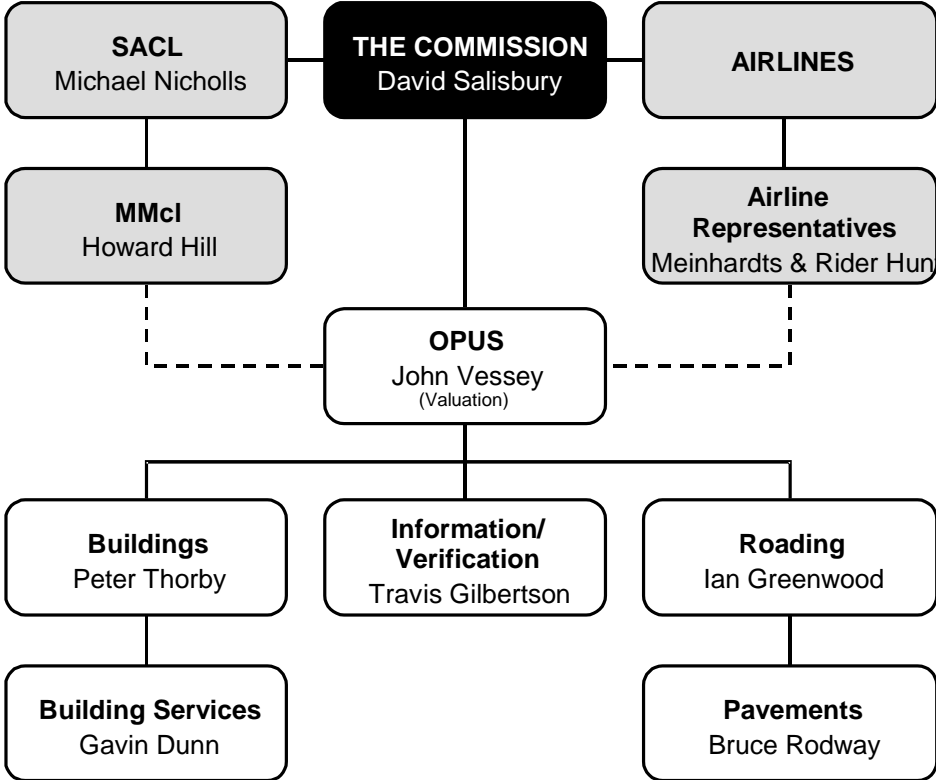 SACL
Michael Nicholls
THE COMMISSION
David Salisbury
AIRLINES
MMcl
Howard Hill
Airline
Representatives
Meinhardts & Rider Hun
OPUS
John Vessey
(Valuation)
Buildings
Peter Thorby
Information/
Verification
Travis Gilbertson
Roading
Ian Greenwood
Building Services
Gavin Dunn
Pavements
Bruce Rodway